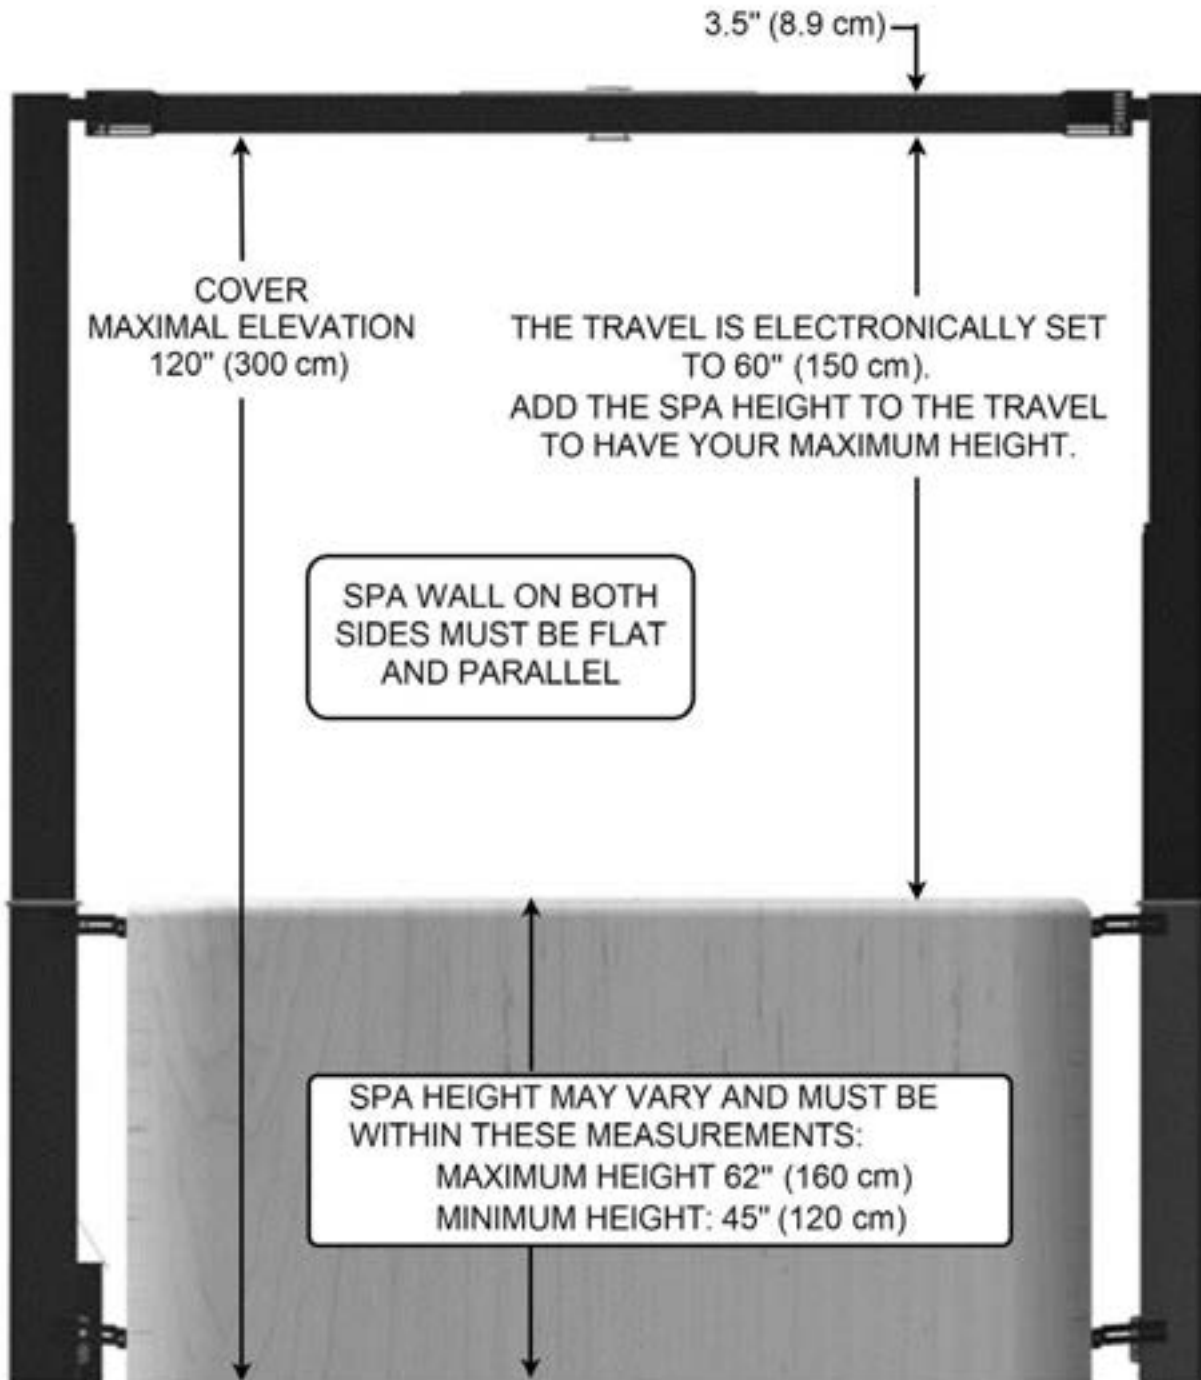 3.5" (8.9 cm)
COVER
MAXIMAL ELEVATION
120" (300 cm)
THE TRAVEL IS ELECTRONICALLY SET
TO 60" (150 cm).
ADD THE SPA HEIGHT TO THE TRAVEL
TO HAVE YOUR MAXIMUM HEIGHT.
SPA WALL ON BOTH
SIDES MUST BE FLAT
AND PARALLEL
SPA HEIGHT MAY VARY AND MUST BE
WITHIN THESE MEASUREMENTS:
MAXIMUM HEIGHT 62" (160 cm)
MINIMUM HEIGHT: 45" (120 cm)